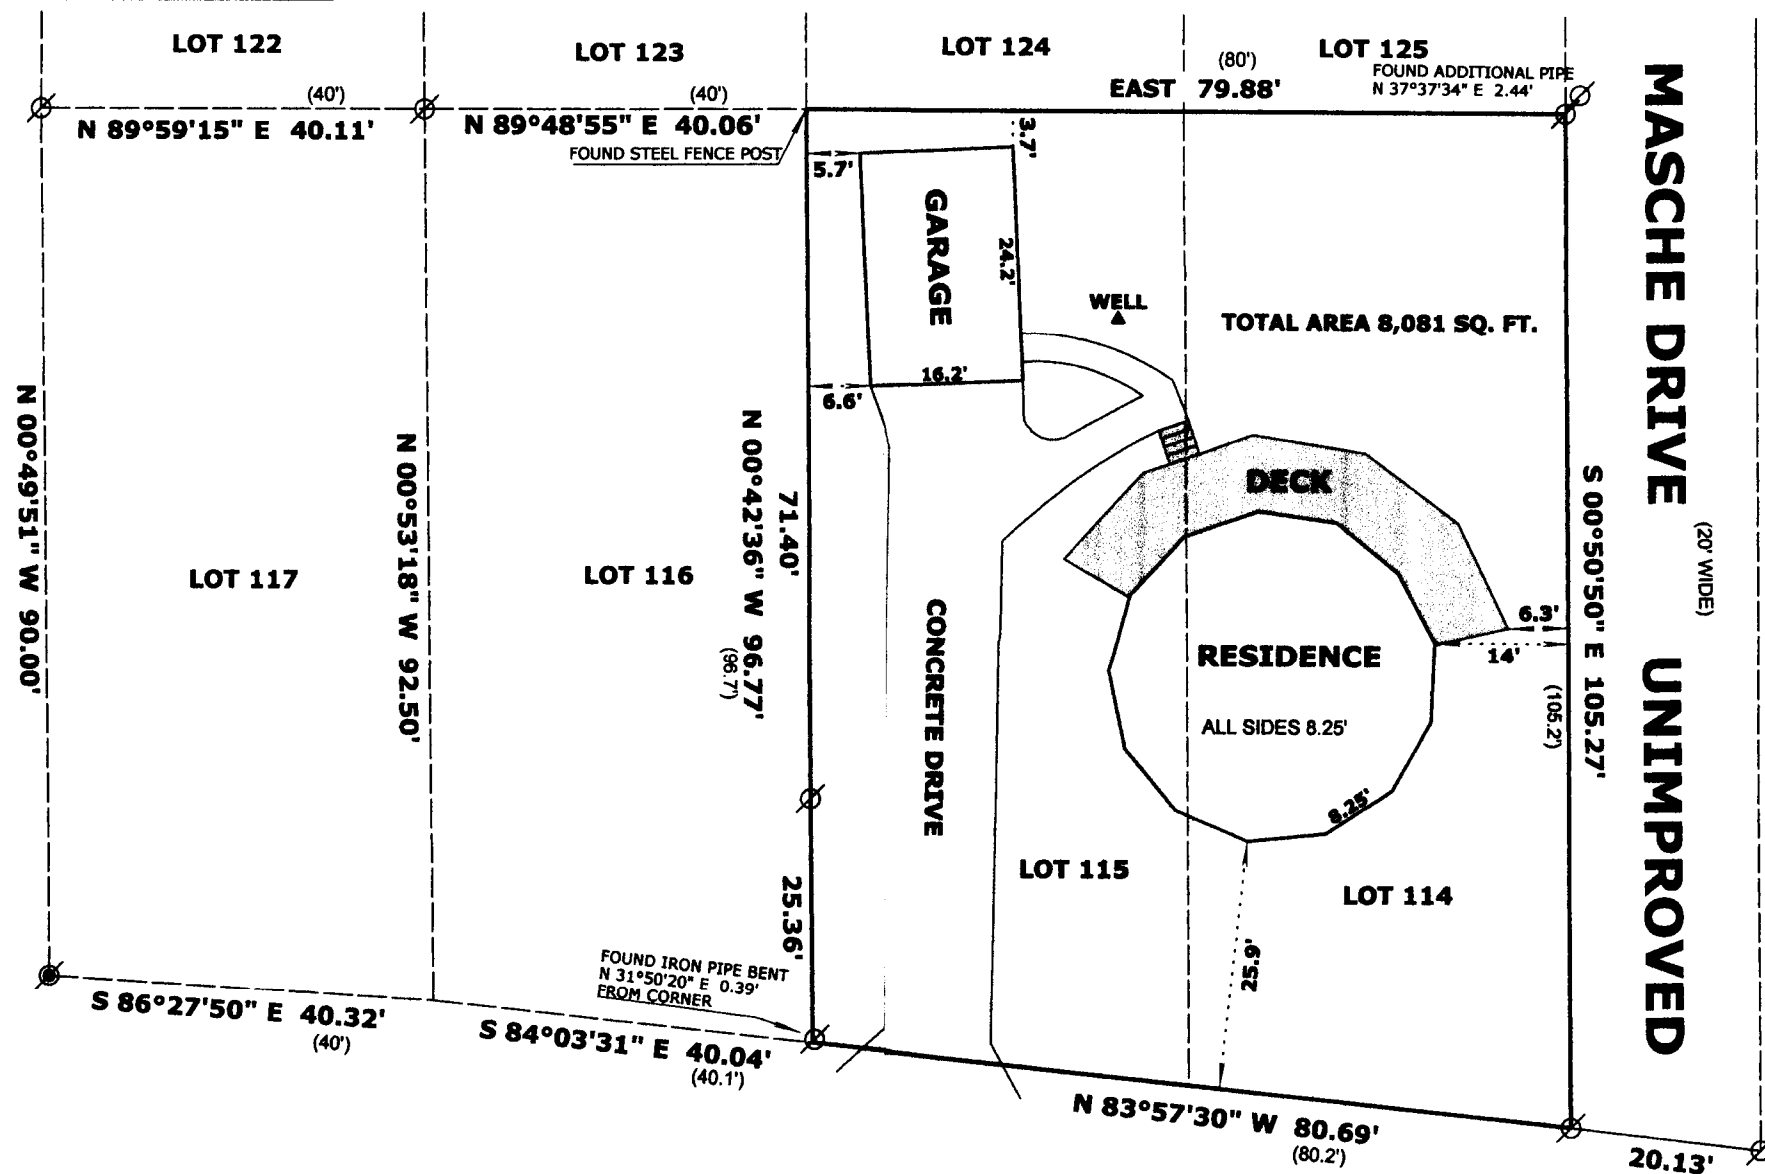 LOT 122
LOT 123
LOT 124
LOT 125
(40')
(40')
(80')
N 89°59'15" E 40.11'
N 89°48'55" E 40.06'
EAST 79.88'
FOUND ADDITIONAL PIPE
N 37°37'34" E 2.44'
FOUND STEEL FENCE POST
5.7'
3.7'
GARAGE
24.2'
16.2'
6.6'
WELL
TOTAL AREA 8,081 SQ. FT.
MASCHE DRIVE
(20' WIDE)
UNIMPROVED
N 00°49'51" W 90.00'
N 00°53'18" W 92.50'
N 00°42'36" W 96.77'
(96.7')
71.40'
25.36'
S 00°50'50" E 105.27'
(105.2')
LOT 117
LOT 116
CONCRETE DRIVE
DECK
6.3'
14'
RESIDENCE
ALL SIDES 8.25'
8.25'
LOT 115
LOT 114
25.9'
FOUND IRON PIPE BENT
N 31°50'20" E 0.39'
FROM CORNER
S 86°27'50" E 40.32'
(40')
S 84°03'31" E 40.04'
(40.1')
N 83°57'30" W 80.69'
(80.2')
20.13'